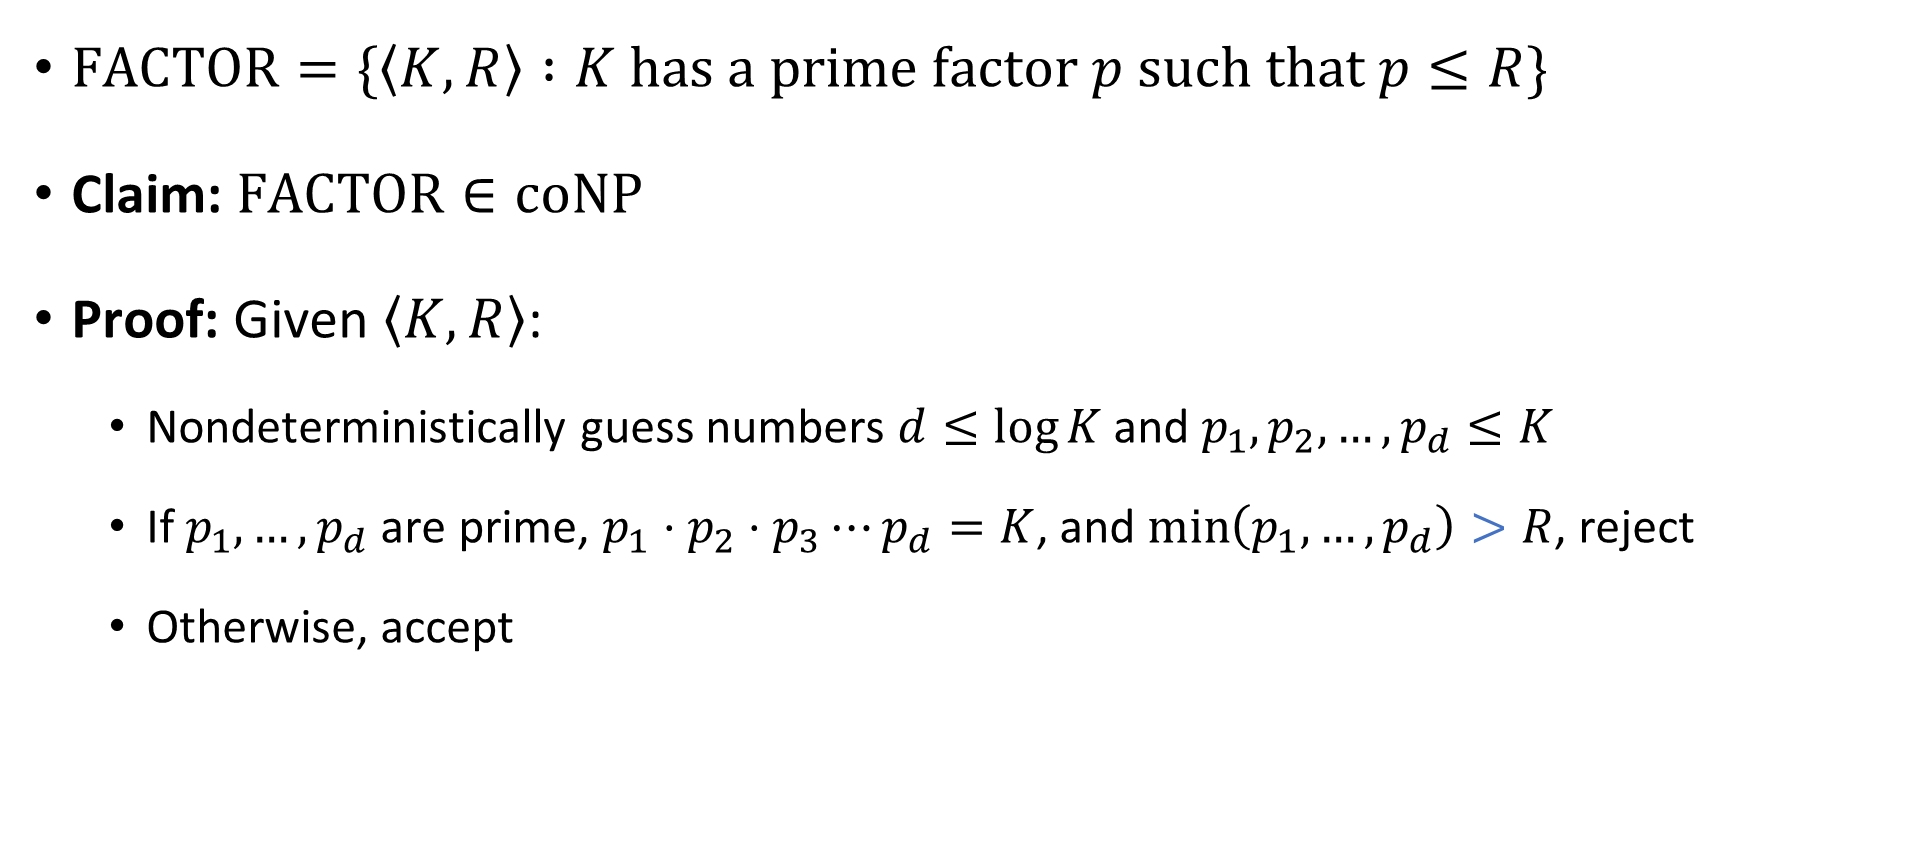 • FACTOR = {⟨K, R⟩ : K has a prime factor p such that p ≤ R}
• Claim: FACTOR ∈ coNP
• Proof: Given ⟨K, R⟩:
• Nondeterministically guess numbers d ≤ log K and p₁, p₂, … , p_d ≤ K
• If p₁, … , p_d are prime, p₁ · p₂ · p₃ ⋯ p_d = K, and min(p₁, … , p_d) > R, reject
• Otherwise, accept